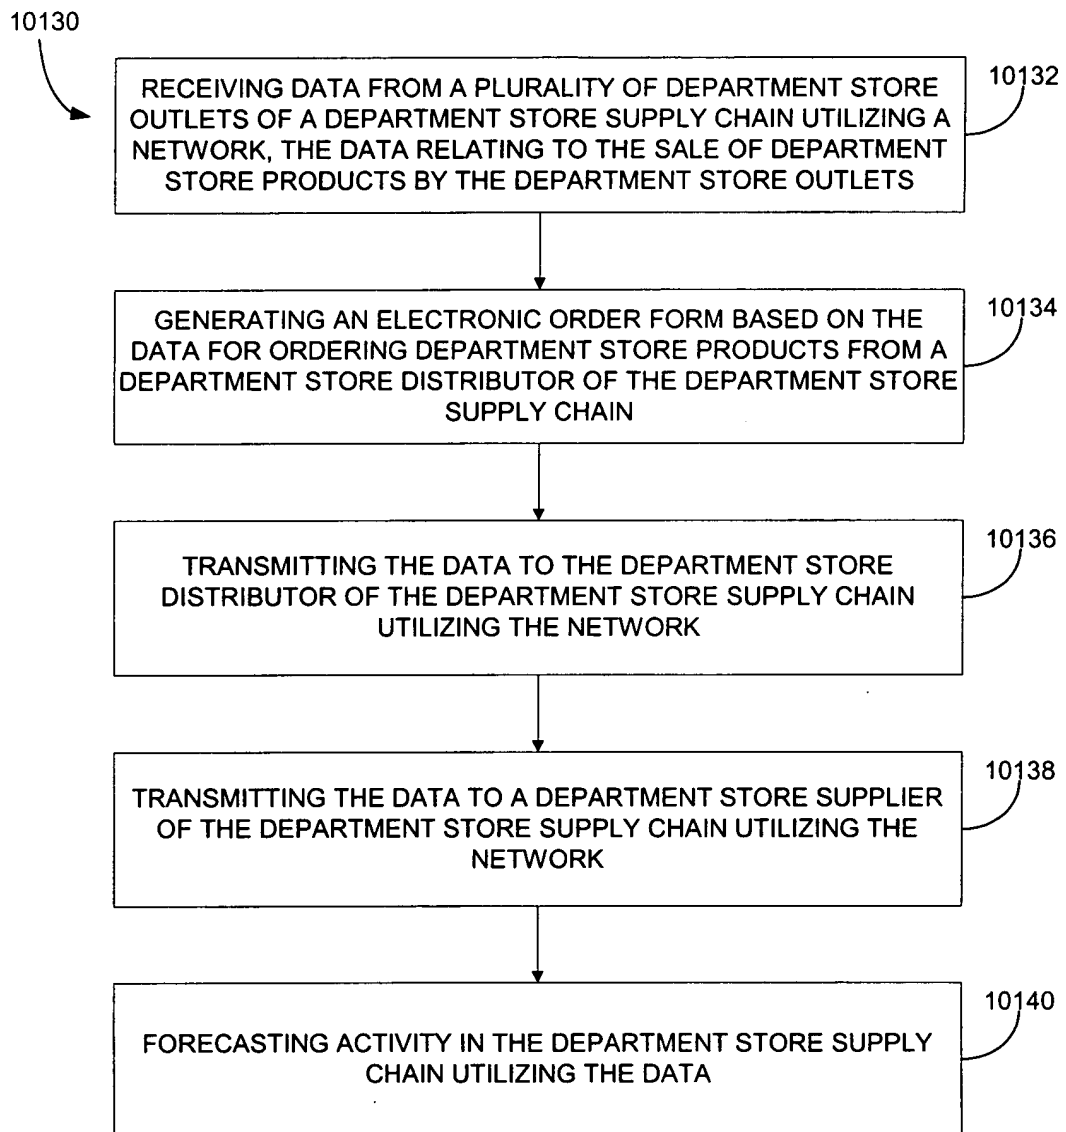 10130
RECEIVING DATA FROM A PLURALITY OF DEPARTMENT STORE
OUTLETS OF A DEPARTMENT STORE SUPPLY CHAIN UTILIZING A
NETWORK, THE DATA RELATING TO THE SALE OF DEPARTMENT
STORE PRODUCTS BY THE DEPARTMENT STORE OUTLETS
10132
GENERATING AN ELECTRONIC ORDER FORM BASED ON THE
DATA FOR ORDERING DEPARTMENT STORE PRODUCTS FROM A
DEPARTMENT STORE DISTRIBUTOR OF THE DEPARTMENT STORE
SUPPLY CHAIN
10134
TRANSMITTING THE DATA TO THE DEPARTMENT STORE
DISTRIBUTOR OF THE DEPARTMENT STORE SUPPLY CHAIN
UTILIZING THE NETWORK
10136
TRANSMITTING THE DATA TO A DEPARTMENT STORE SUPPLIER
OF THE DEPARTMENT STORE SUPPLY CHAIN UTILIZING THE
NETWORK
10138
FORECASTING ACTIVITY IN THE DEPARTMENT STORE SUPPLY
CHAIN UTILIZING THE DATA
10140